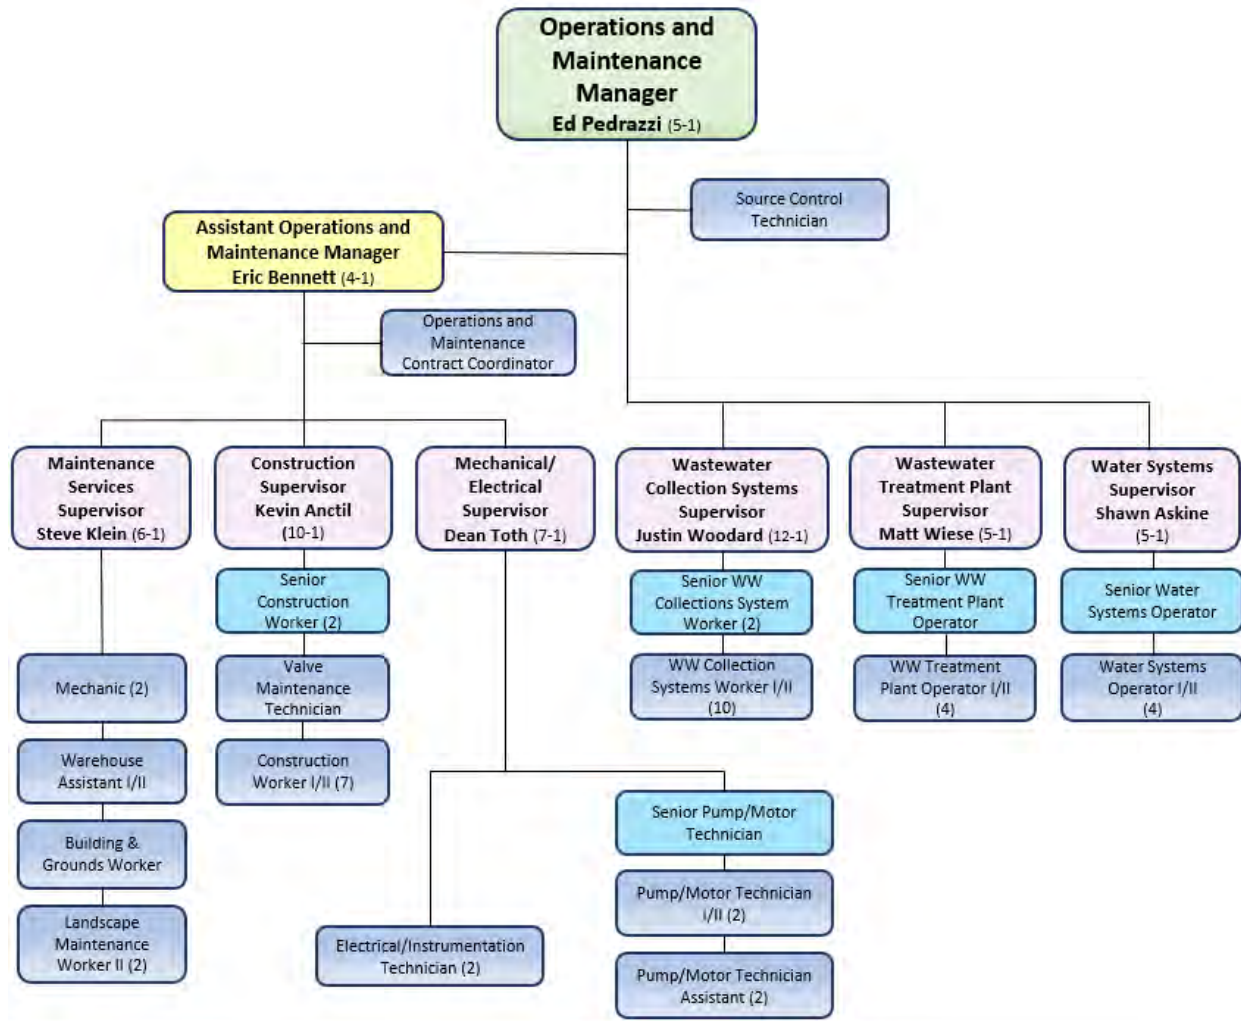 Operations and
Maintenance
Manager
Ed Pedrazzi (5-1)
Source Control
Technician
Assistant Operations and
Maintenance Manager
Eric Bennett (4-1)
Operations and
Maintenance
Contract Coordinator
Maintenance
Services
Supervisor
Steve Klein (6-1)
Construction
Supervisor
Kevin Anctil
(10-1)
Mechanical/
Electrical
Supervisor
Dean Toth (7-1)
Wastewater
Collection Systems
Supervisor
Justin Woodard (12-1)
Wastewater
Treatment Plant
Supervisor
Matt Wiese (5-1)
Water Systems
Supervisor
Shawn Askine
(5-1)
Senior
Construction
Worker (2)
Senior WW
Collections System
Worker (2)
Senior WW
Treatment Plant
Operator
Senior Water
Systems Operator
Mechanic (2)
Valve
Maintenance
Technician
WW Collection
Systems Worker I/II
(10)
WW Treatment
Plant Operator I/II
(4)
Water Systems
Operator I/II
(4)
Warehouse
Assistant I/II
Construction
Worker I/II (7)
Building &
Grounds Worker
Landscape
Maintenance
Worker II (2)
Electrical/Instrumentation
Technician (2)
Senior Pump/Motor
Technician
Pump/Motor Technician
I/II (2)
Pump/Motor Technician
Assistant (2)